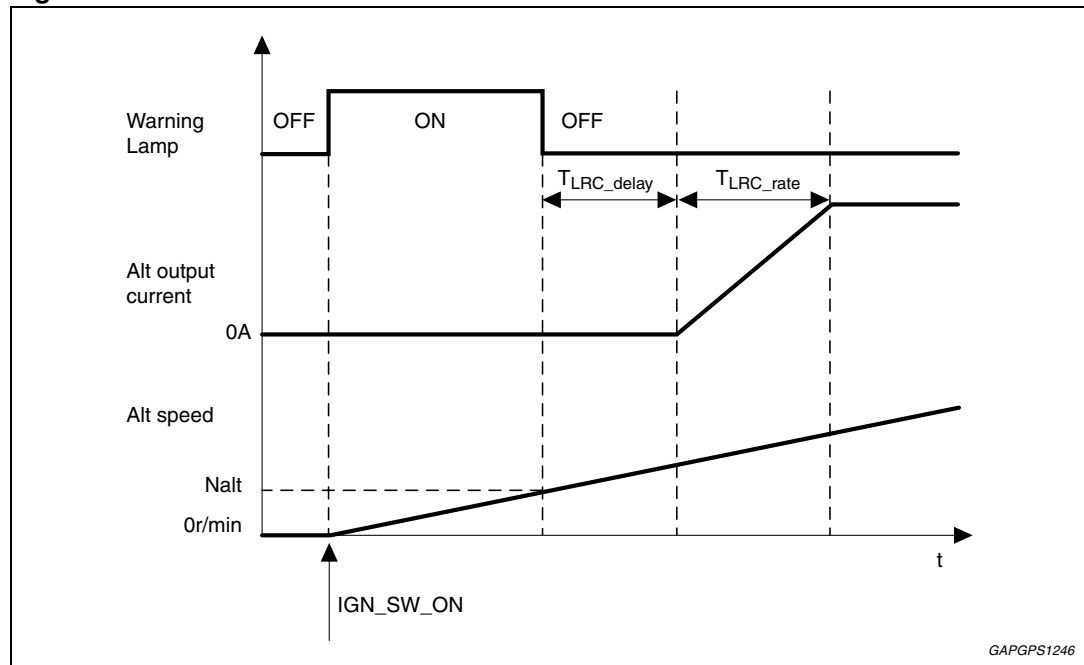 Warning
Lamp
OFF
ON
OFF
TLRC_delay
TLRC_rate
Alt output
current
0A
Alt speed
Nalt
0r/min
t
IGN_SW_ON
GAPGPS1246